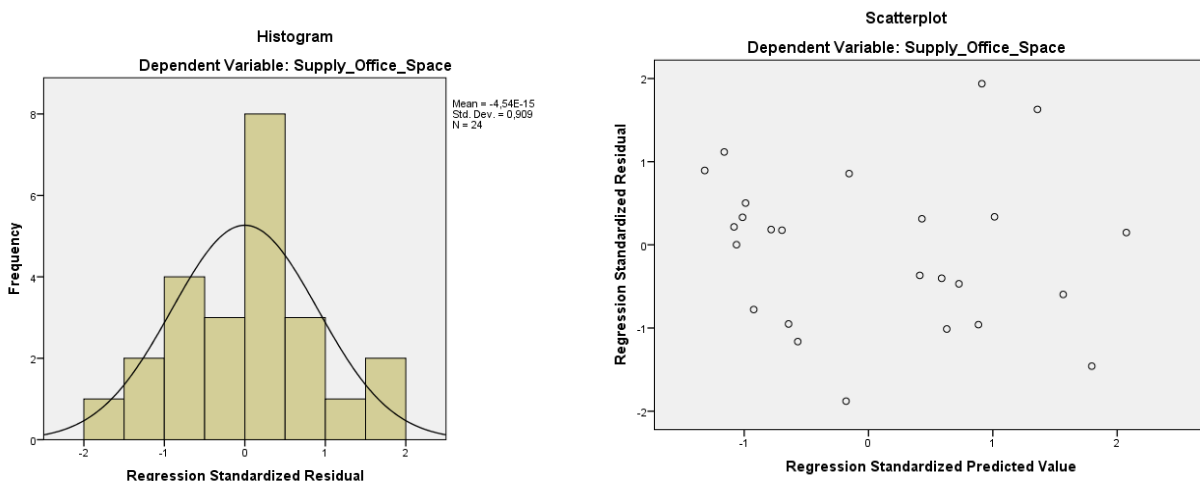 Histogram
Dependent Variable: Supply_Office_Space
Mean = -4,54E-15
Std. Dev. = 0,909
N = 24
Frequency
8
6
4
2
0
-2 -1 0 1 2
Regression Standardized Residual
Scatterplot
Dependent Variable: Supply_Office_Space
Regression Standardized Residual
2
1
0
-1
-2
-1 0 1 2
Regression Standardized Predicted Value